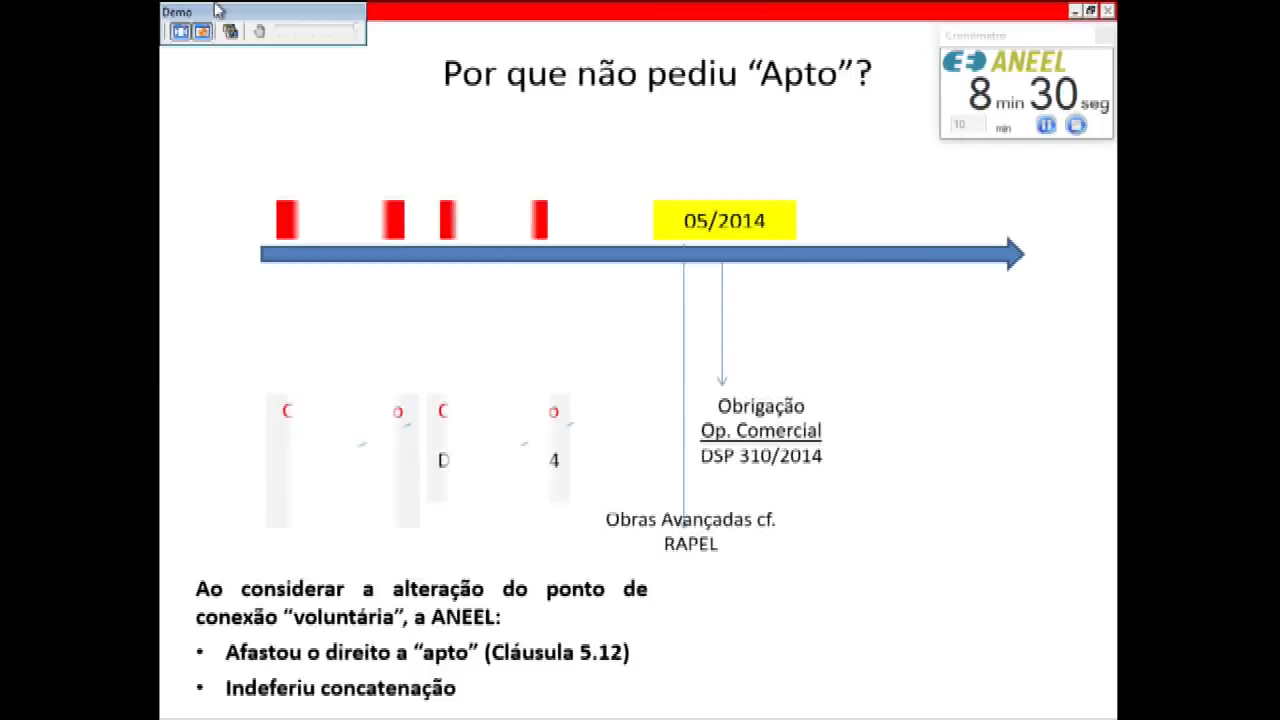 Demo
Por que não pediu “Apto”?
Cronômetro
ANEEL
8 min 30 seg
10 min
05/2014
C o C o
D 4
Obrigação
Op. Comercial
DSP 310/2014
Obras Avançadas cf.
RAPEL
Ao considerar a alteração do ponto de
conexão “voluntária”, a ANEEL:
• Afastou o direito a “apto” (Cláusula 5.12)
• Indeferiu concatenação